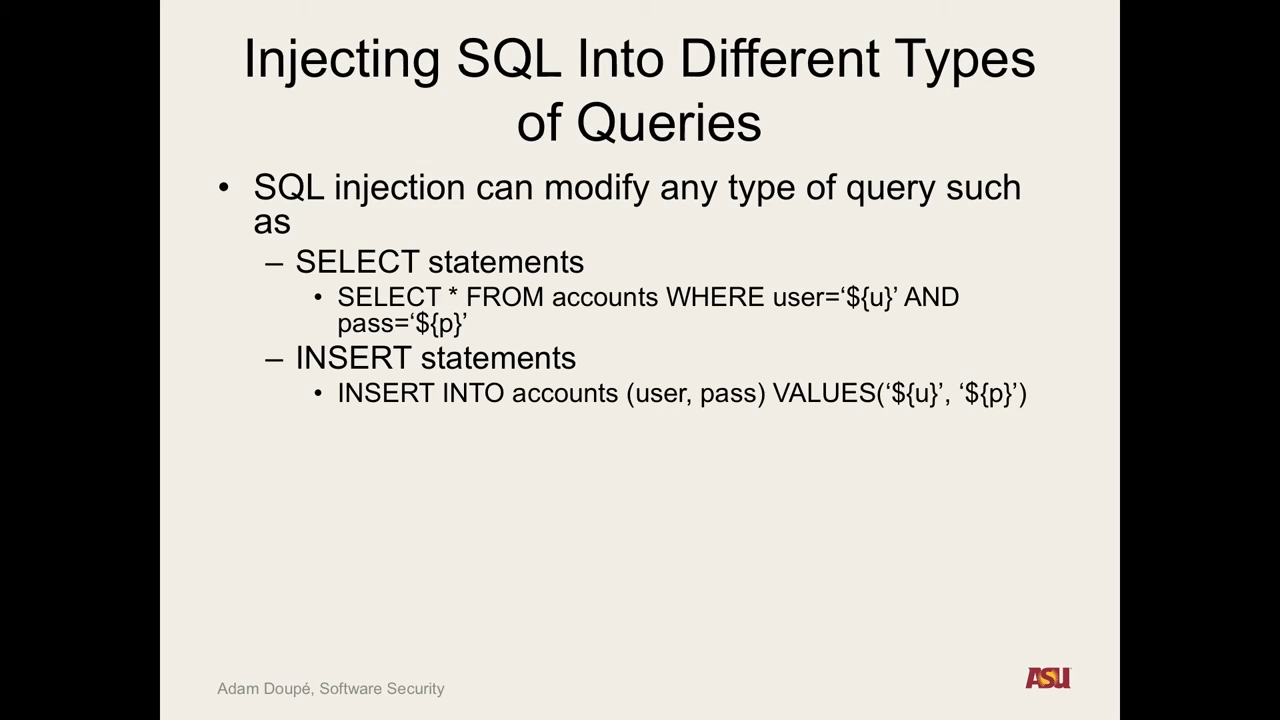 Injecting SQL Into Different Types
of Queries
• SQL injection can modify any type of query such
as
– SELECT statements
• SELECT * FROM accounts WHERE user=‘${u}’ AND
pass=‘${p}’
– INSERT statements
• INSERT INTO accounts (user, pass) VALUES(‘${u}’, ‘${p}’)
Adam Doupé, Software Security
ASU